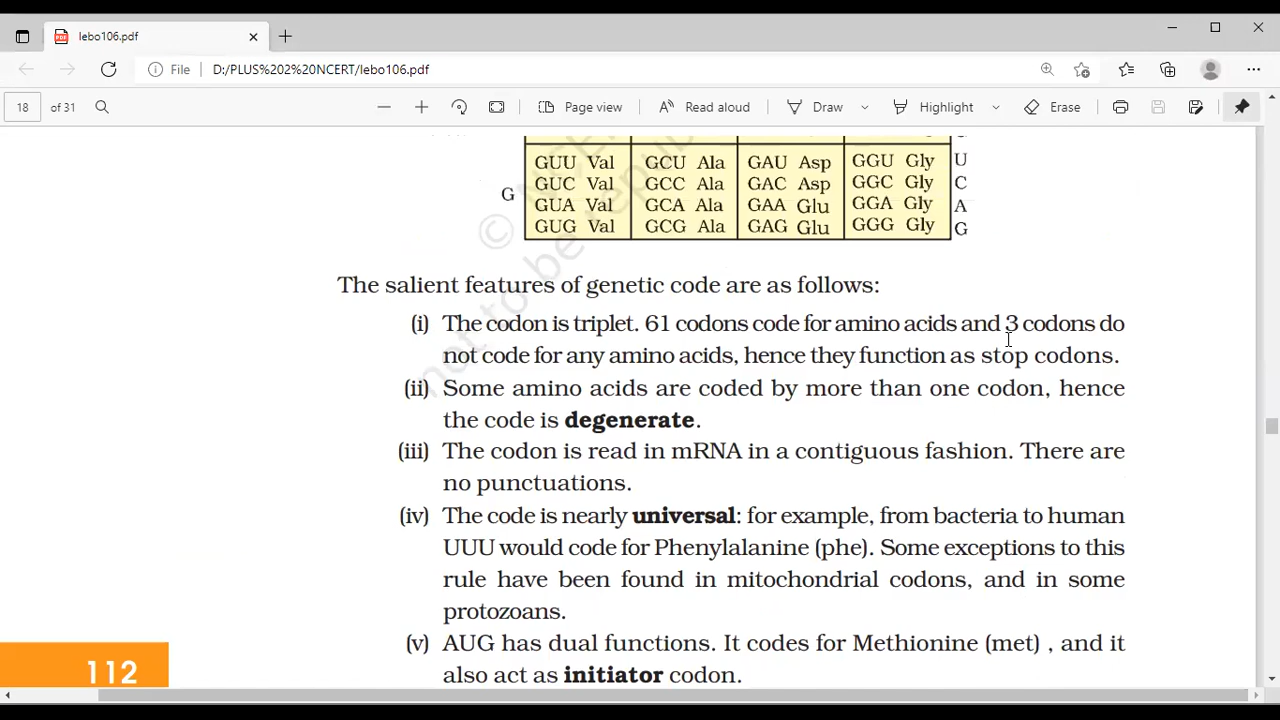 lebo106.pdf
File D:/PLUS%202%20NCERT/lebo106.pdf
18 of 31 Page view Read aloud Draw Highlight Erase
GUU Val GCU Ala GAU Asp GGU Gly U
GUC Val GCC Ala GAC Asp GGC Gly C
G
GUA Val GCA Ala GAA Glu GGA Gly A
GUG Val GCG Ala GAG Glu GGG Gly G
The salient features of genetic code are as follows:
(i) The codon is triplet. 61 codons code for amino acids and 3 codons do
not code for any amino acids, hence they function as stop codons.
(ii) Some amino acids are coded by more than one codon, hence
the code is degenerate.
(iii) The codon is read in mRNA in a contiguous fashion. There are
no punctuations.
(iv) The code is nearly universal: for example, from bacteria to human
UUU would code for Phenylalanine (phe). Some exceptions to this
rule have been found in mitochondrial codons, and in some
protozoans.
(v) AUG has dual functions. It codes for Methionine (met) , and it
also act as initiator codon.
112
© NCE
not to be repub